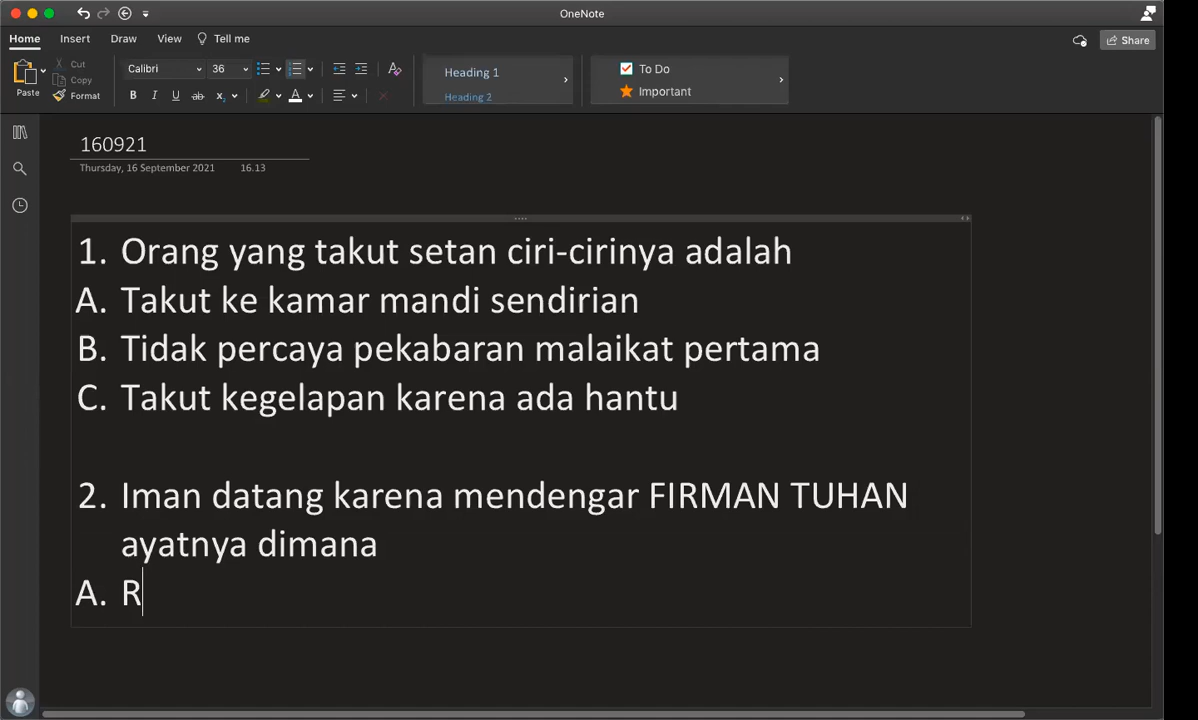 OneNote
Home Insert Draw View Tell me
Share
Paste
Cut
Copy
Format
Calibri 36
B I U ab x₂ A
Heading 1
Heading 2
To Do
Important
160921
Thursday, 16 September 2021 16.13
1. Orang yang takut setan ciri-cirinya adalah
A. Takut ke kamar mandi sendirian
B. Tidak percaya pekabaran malaikat pertama
C. Takut kegelapan karena ada hantu
2. Iman datang karena mendengar FIRMAN TUHAN
ayatnya dimana
A. R